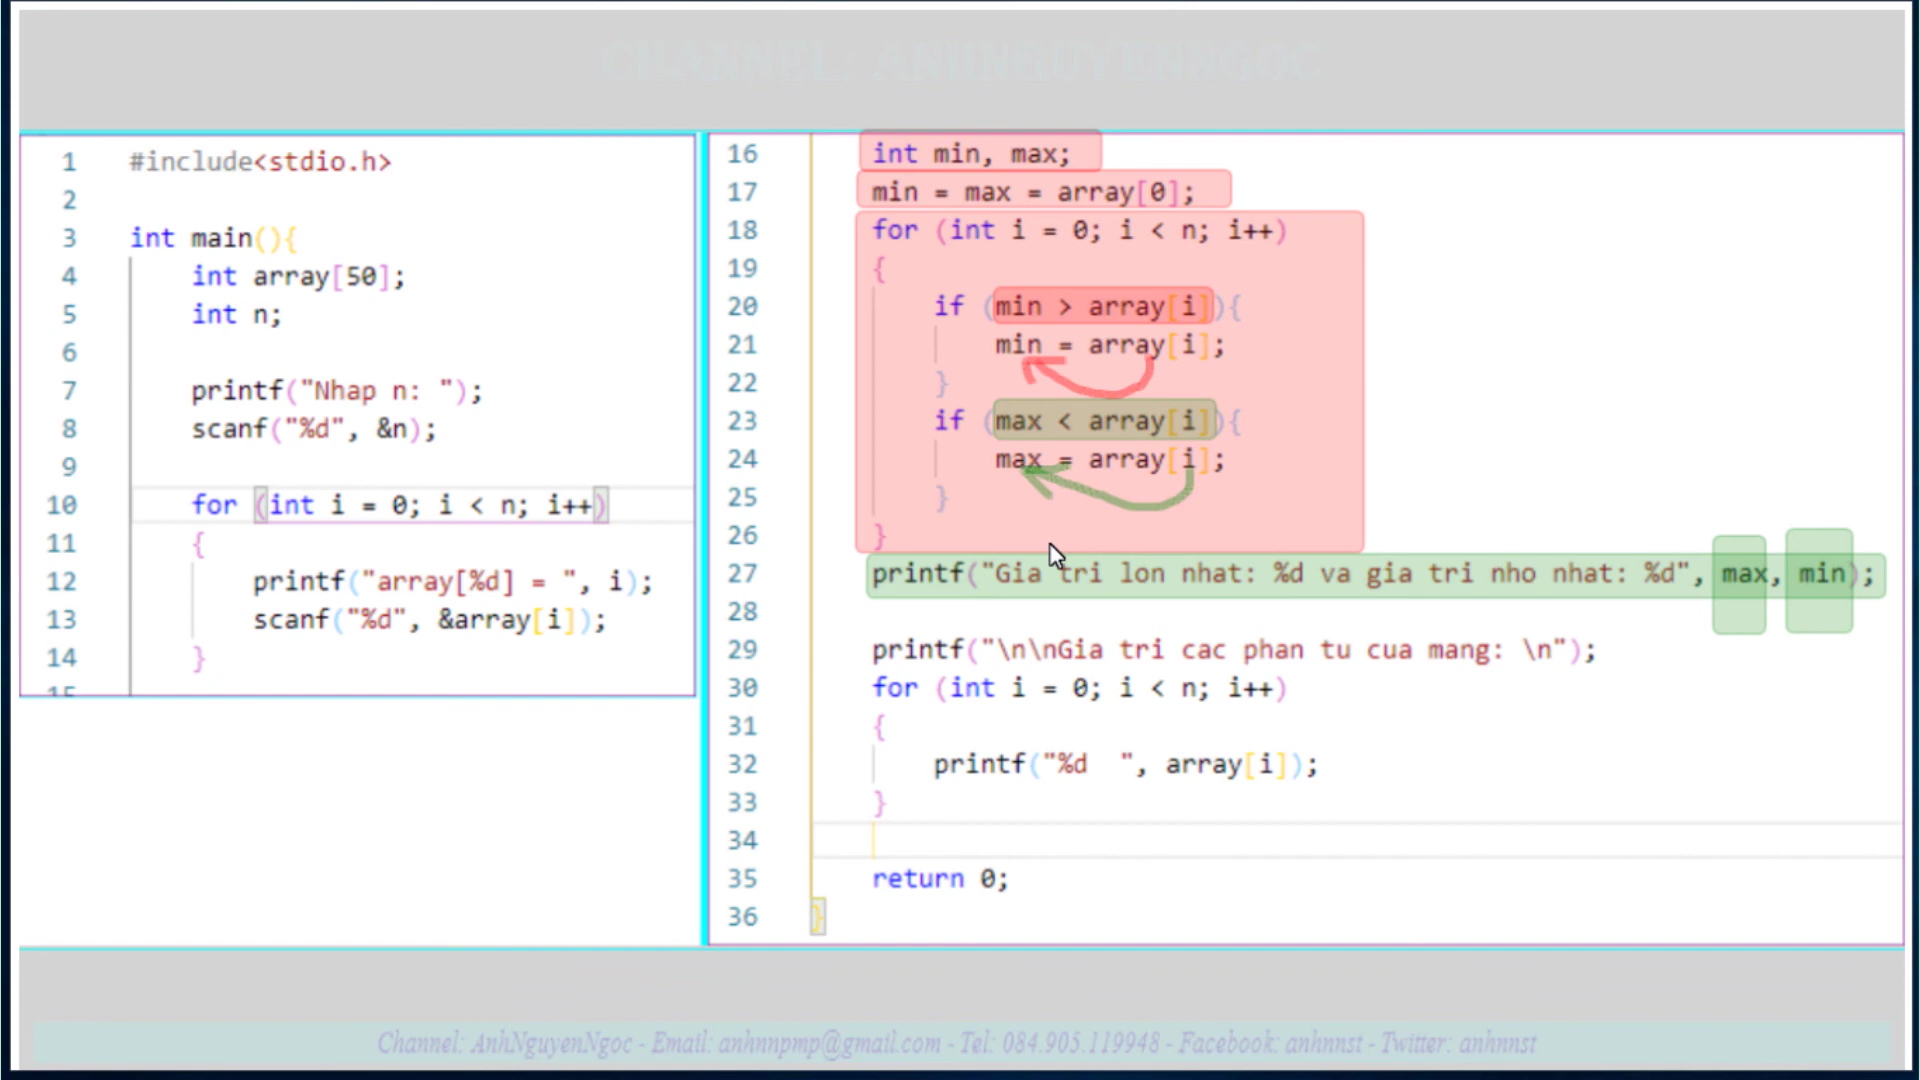 CHANNEL: ANHNGUYENNGOC
1 #include<stdio.h>
2
3 int main(){
4 int array[50];
5 int n;
6
7 printf("Nhap n: ");
8 scanf("%d", &n);
9
10 for (int i = 0; i < n; i++)
11 {
12 printf("array[%d] = ", i);
13 scanf("%d", &array[i]);
14 }
15
16 int min, max;
17 min = max = array[0];
18 for (int i = 0; i < n; i++)
19 {
20 if (min > array[i]){
21 min = array[i];
22 }
23 if (max < array[i]){
24 max = array[i];
25 }
26 }
27 printf("Gia tri lon nhat: %d va gia tri nho nhat: %d", max, min);
28
29 printf("\n\nGia tri cac phan tu cua mang: \n");
30 for (int i = 0; i < n; i++)
31 {
32 printf("%d  ", array[i]);
33 }
34
35 return 0;
36 }
Channel: AnhNguyenNgoc - Email: anhnnpmp@gmail.com - Tel: 084.905.119948 - Facebook: anhnnst - Twitter: anhnnst